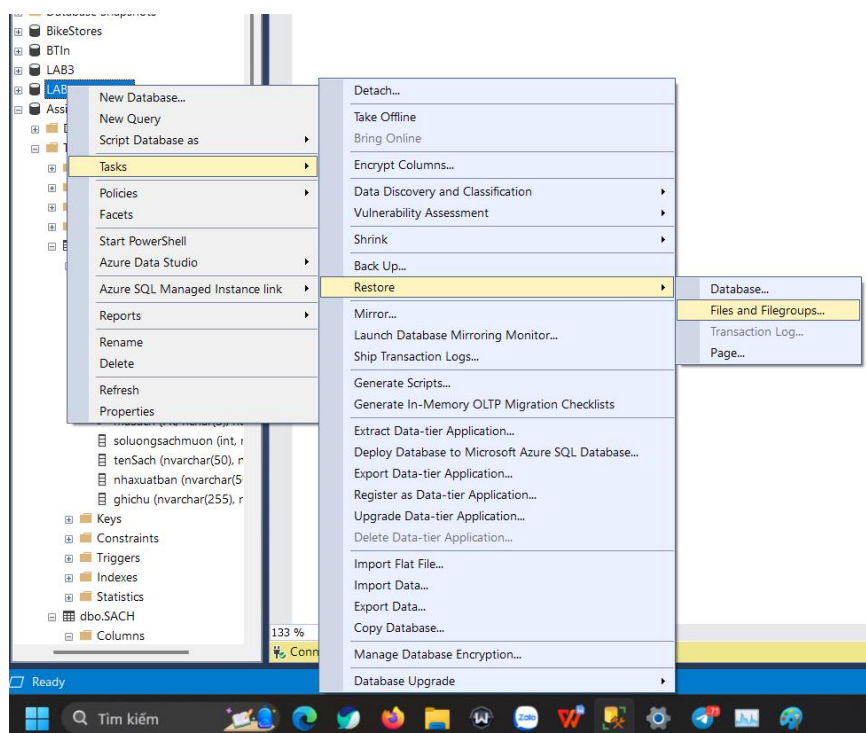 BikeStores
BTIn
LAB3
LAB
Assi
New Database...
New Query
Script Database as
Tasks
Policies
Facets
Start PowerShell
Azure Data Studio
Azure SQL Managed Instance link
Reports
Rename
Delete
Refresh
Properties
Detach...
Take Offline
Bring Online
Encrypt Columns...
Data Discovery and Classification
Vulnerability Assessment
Shrink
Back Up...
Restore
Mirror...
Launch Database Mirroring Monitor...
Ship Transaction Logs...
Generate Scripts...
Generate In-Memory OLTP Migration Checklists
Extract Data-tier Application...
Deploy Database to Microsoft Azure SQL Database...
Export Data-tier Application...
Register as Data-tier Application...
Upgrade Data-tier Application...
Delete Data-tier Application...
Import Flat File...
Import Data...
Export Data...
Copy Database...
Manage Database Encryption...
Database Upgrade
Database...
Files and Filegroups...
Transaction Log...
Page...
soluongsachmuon (int, r
tenSach (nvarchar(50), n
nhaxuatban (nvarchar(5
ghichu (nvarchar(255), r
Keys
Constraints
Triggers
Indexes
Statistics
dbo.SACH
Columns
133 %
Conn
Ready
Tìm kiếm
Zalo
71